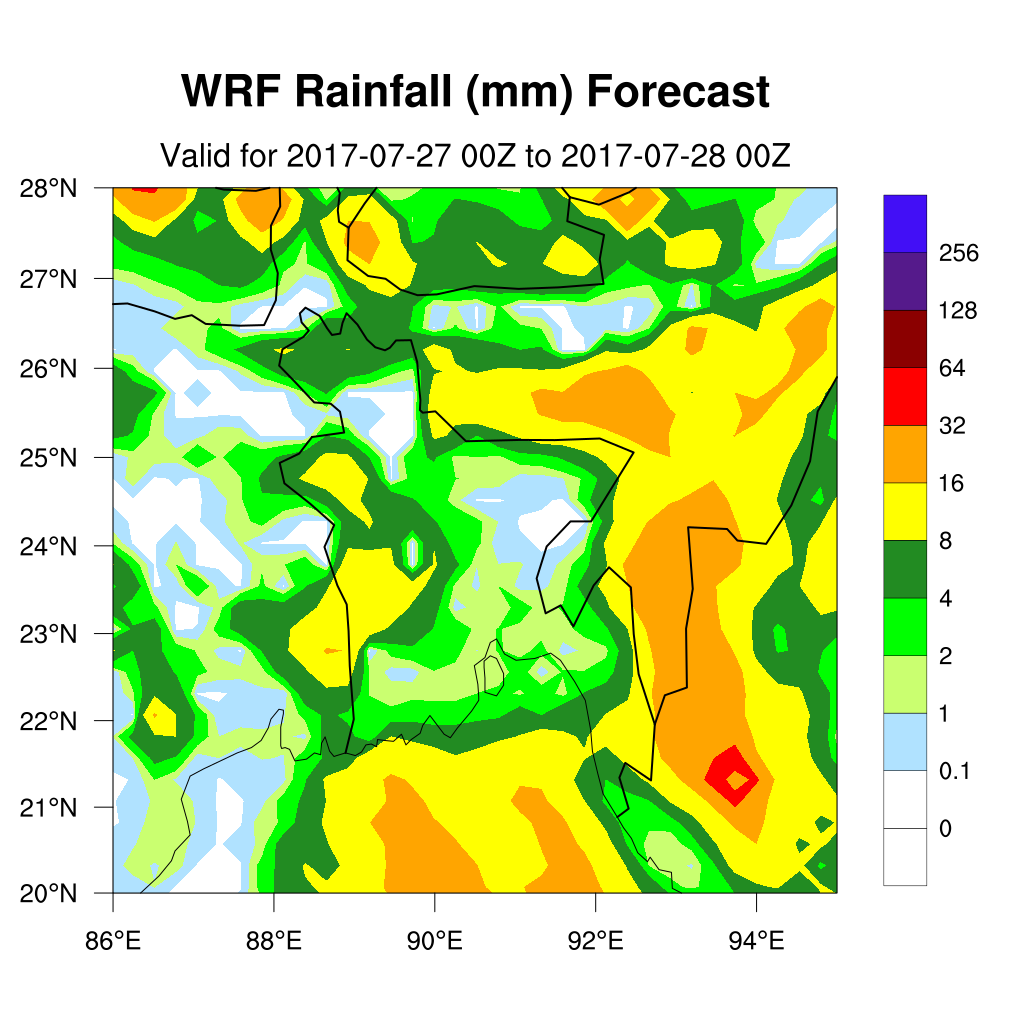 WRF Rainfall (mm) Forecast
Valid for 2017-07-27 00Z to 2017-07-28 00Z
28°N
27°N
26°N
25°N
24°N
23°N
22°N
21°N
20°N
86°E
88°E
90°E
92°E
94°E
256
128
64
32
16
8
4
2
1
0.1
0